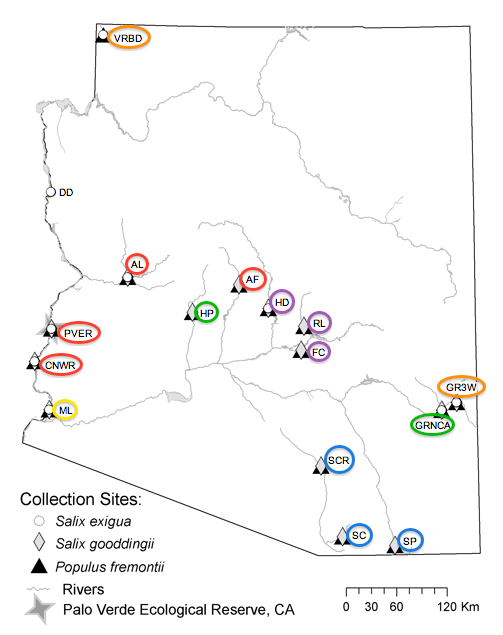 VRBD
DD
AL
AF
HD
HP
RL
PVER
FC
CNWR
GR3W
ML
GRNCA
SCR
SC
SP
Collection Sites:
Salix exigua
Salix gooddingii
Populus fremontii
Rivers
Palo Verde Ecological Reserve, CA
0 30 60 120 Km